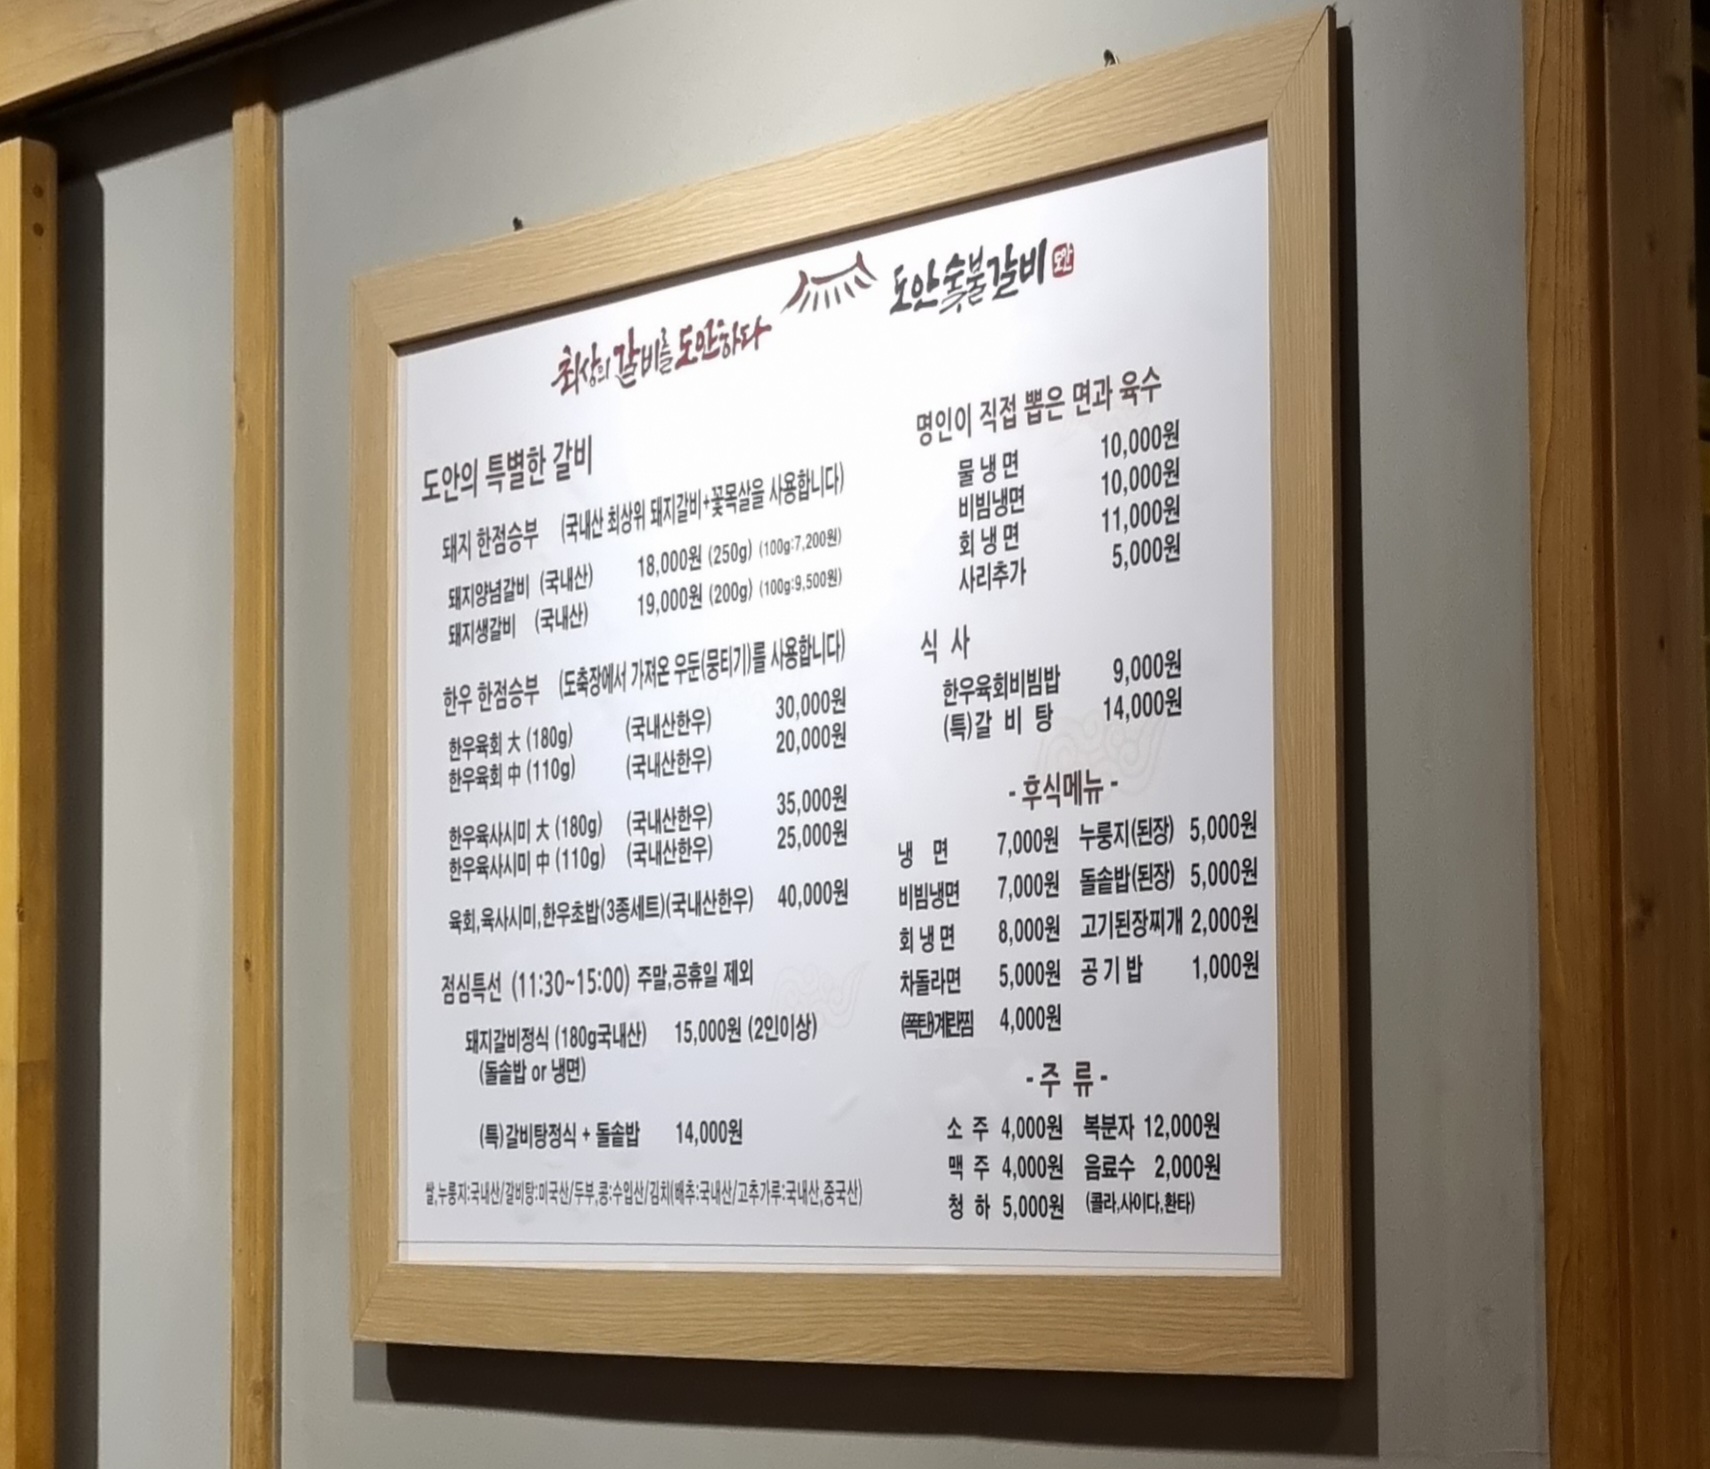 최상의 갈비를 도안하다
도안숯불갈비 도안
도안의 특별한 갈비
돼지 한점승부 (국내산 최상위 돼지갈비+꽃목살을 사용합니다)
돼지양념갈비 (국내산) 18,000원 (250g) (100g:7,200원)
돼지생갈비 (국내산) 19,000원 (200g) (100g:9,500원)
한우 한점승부 (도축장에서 가져온 우둔(뭉티기)를 사용합니다)
한우육회 大 (180g) (국내산한우) 30,000원
한우육회 中 (110g) (국내산한우) 20,000원
한우육사시미 大 (180g) (국내산한우) 35,000원
한우육사시미 中 (110g) (국내산한우) 25,000원
육회,육사시미,한우초밥(3종세트)(국내산한우) 40,000원
점심특선 (11:30~15:00) 주말,공휴일 제외
돼지갈비정식 (180g국내산) 15,000원 (2인이상)
(돌솥밥 or 냉면)
(특)갈비탕정식 + 돌솥밥 14,000원
쌀,누룽지:국내산/갈비탕:미국산/두부,콩:수입산/김치(배추:국내산/고추가루:국내산,중국산)
명인이 직접 뽑은 면과 육수
물냉면 10,000원
비빔냉면 10,000원
회냉면 11,000원
사리추가 5,000원
식 사
한우육회비빔밥 9,000원
(특)갈 비 탕 14,000원
- 후식메뉴 -
냉 면 7,000원 누룽지(된장) 5,000원
비빔냉면 7,000원 돌솥밥(된장) 5,000원
회냉면 8,000원 고기된장찌개 2,000원
차돌라면 5,000원 공기밥 1,000원
(폭탄)계란찜 4,000원
- 주 류 -
소 주 4,000원 복분자 12,000원
맥 주 4,000원 음료수 2,000원
청 하 5,000원 (콜라,사이다,환타)